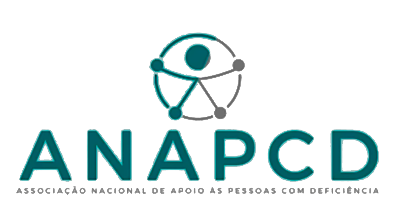 ANAPCD
ASSOCIAÇÃO NACIONAL DE APOIO ÀS PESSOAS COM DEFICIÊNCIA